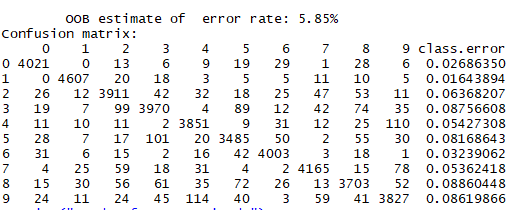 OOB estimate of  error rate: 5.85%
Confusion matrix:
     0    1    2    3    4    5    6    7    8    9 class.error
0 4021    0   13    6    9   19   29    1   28    6  0.02686350
1    0 4607   20   18    3    5    5   11   10    5  0.01643894
2   26   12 3911   42   32   18   25   47   53   11  0.06368207
3   19    7   99 3970    4   89   12   42   74   35  0.08756608
4   11   10   11    2 3851    9   31   12   25  110  0.05427308
5   28    7   17  101   20 3485   50    2   55   30  0.08168643
6   31    6   15    2   16   42 4003    3   18    1  0.03239062
7    4   25   59   18   31    4    2 4165   15   78  0.05362418
8   15   30   56   61   35   72   26   13 3703   52  0.08860448
9   24   11   24   45  114   40    3   59   41 3827  0.08619866